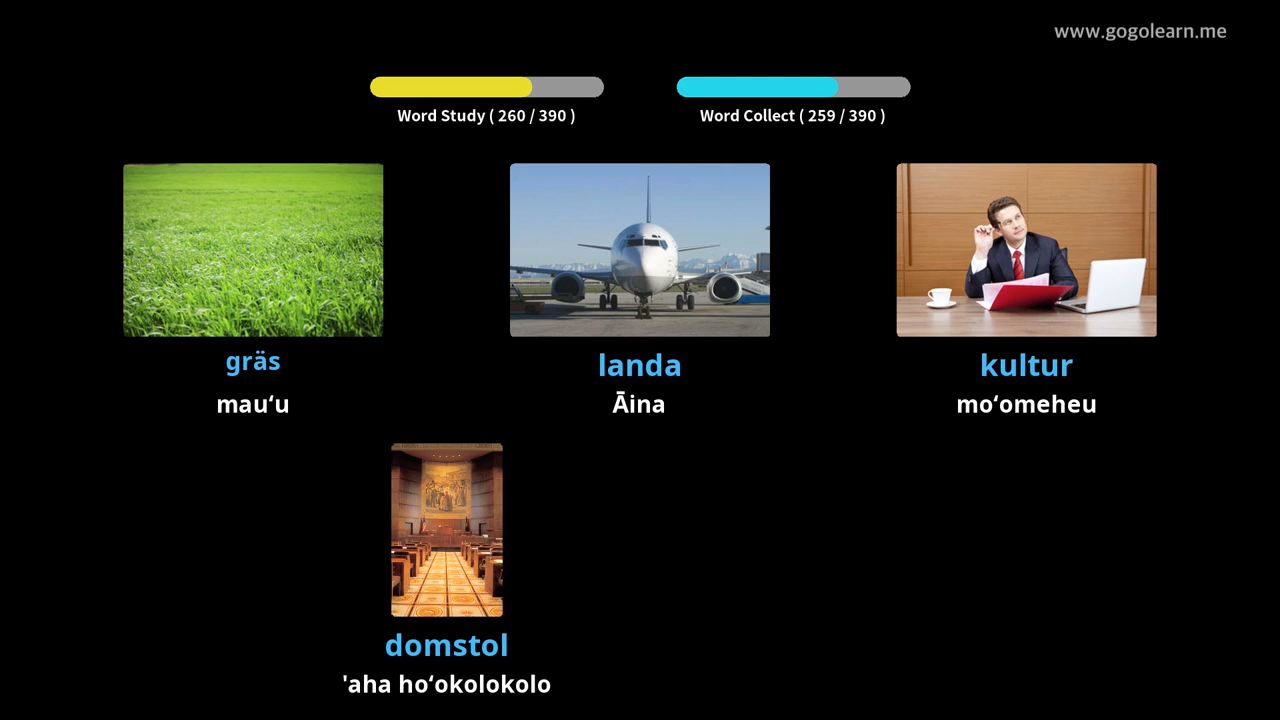 www.gogolearn.me
Word Study ( 260 / 390 )
Word Collect ( 259 / 390 )
gräs
landa
kultur
mauʻu
Āina
moʻomeheu
domstol
'aha hoʻokolokolo